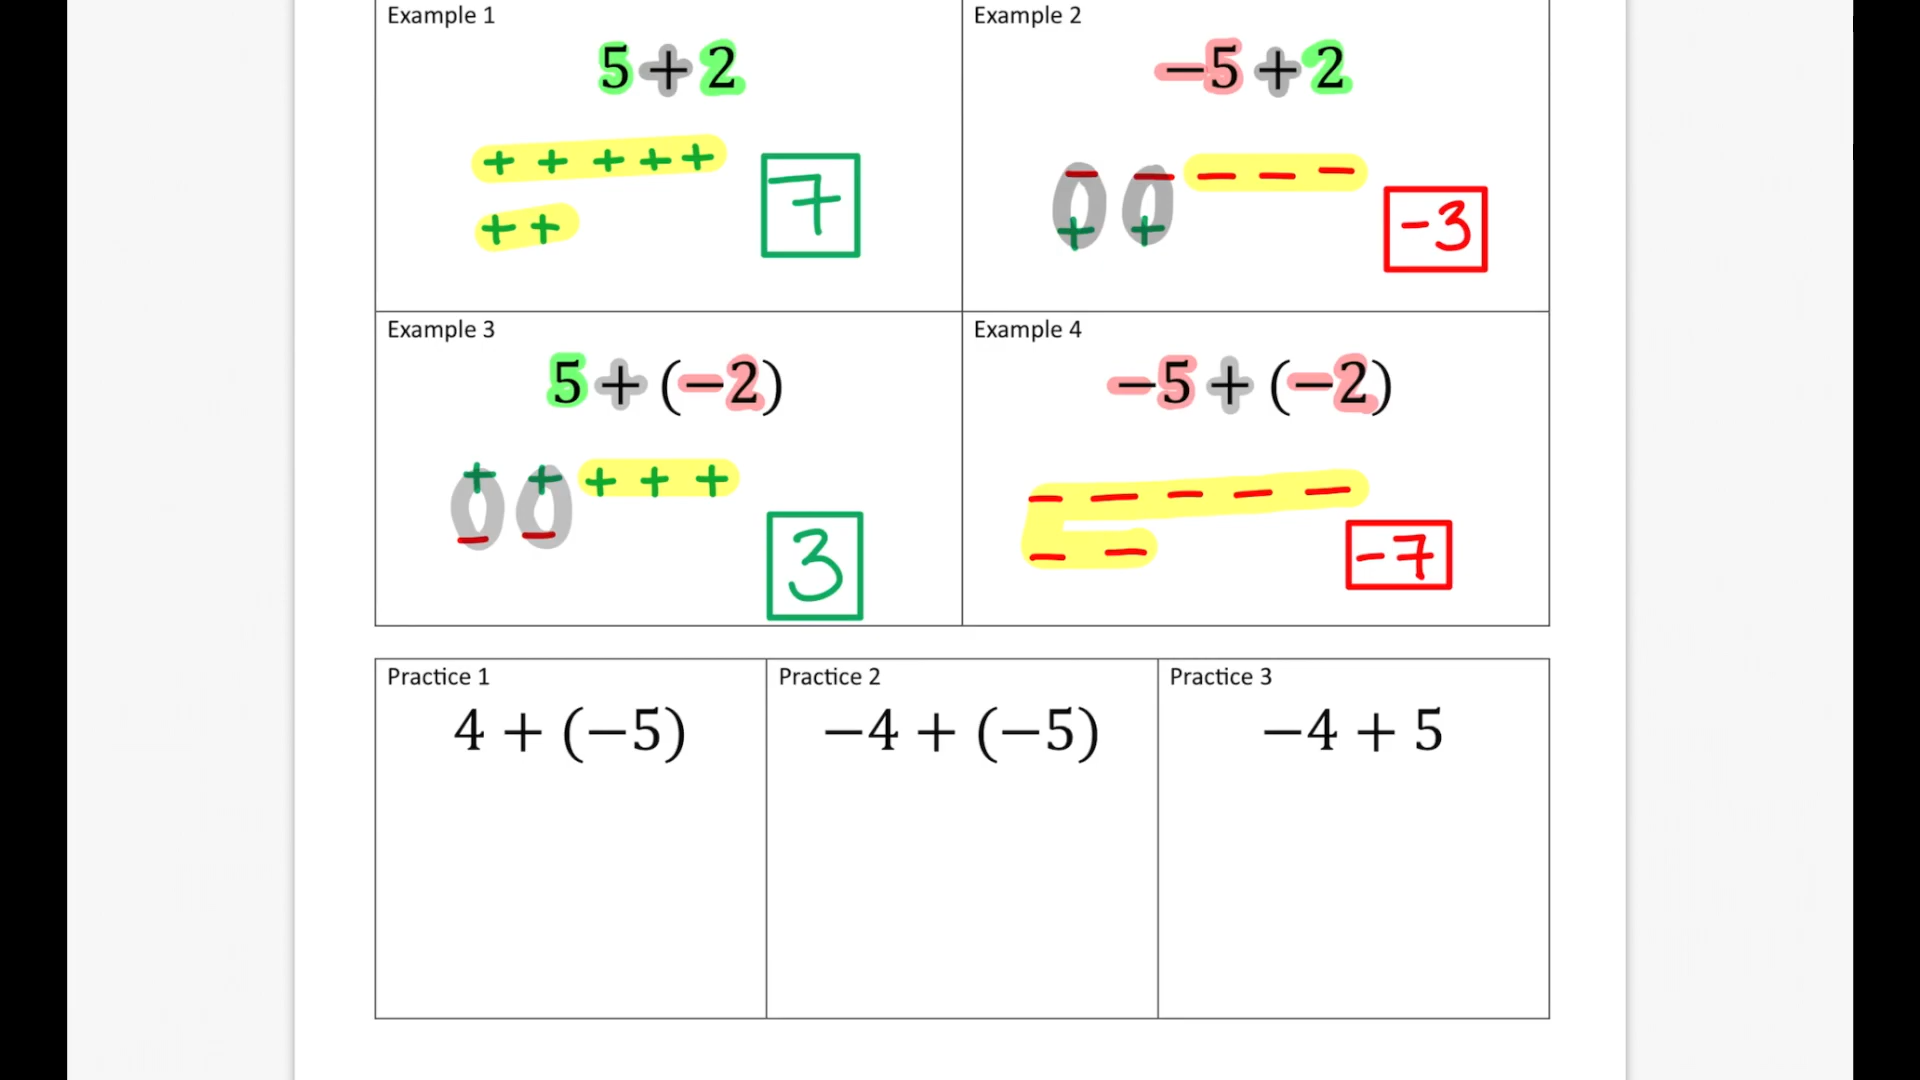 Example 1
5 + 2
+ + + + +
+ +
7
Example 2
−5 + 2
− − − − −
+ +
-3
Example 3
5 + (−2)
+ + + + +
− −
3
Example 4
−5 + (−2)
− − − − −
− −
-7
Practice 1
4 + (−5)
Practice 2
−4 + (−5)
Practice 3
−4 + 5